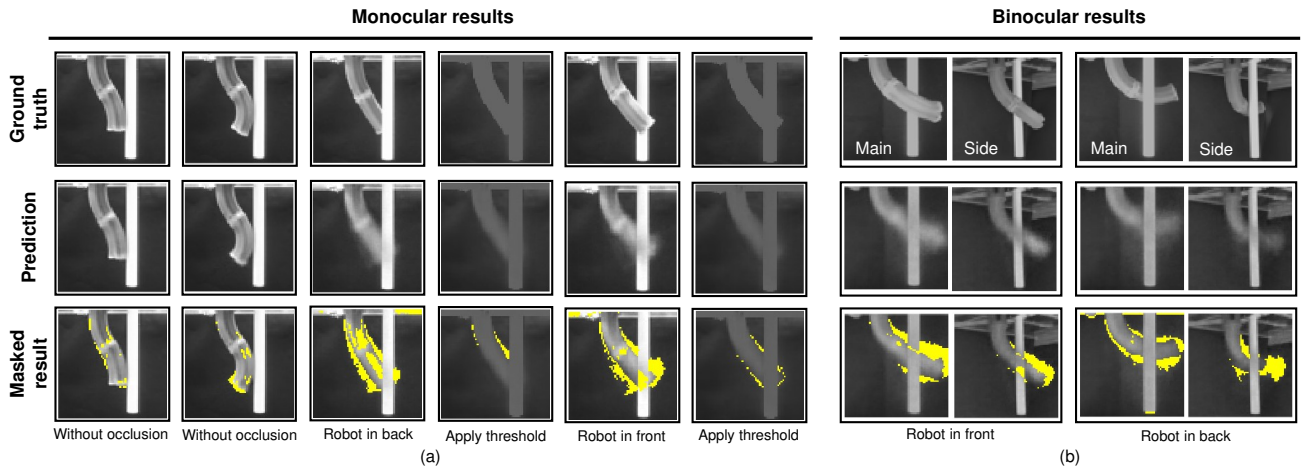 Monocular results
Binocular results
Ground truth
Main
Side
Main
Side
Prediction
Masked result
Without occlusion
Without occlusion
Robot in back
Apply threshold
Robot in front
Apply threshold
Robot in front
Robot in back
(a)
(b)